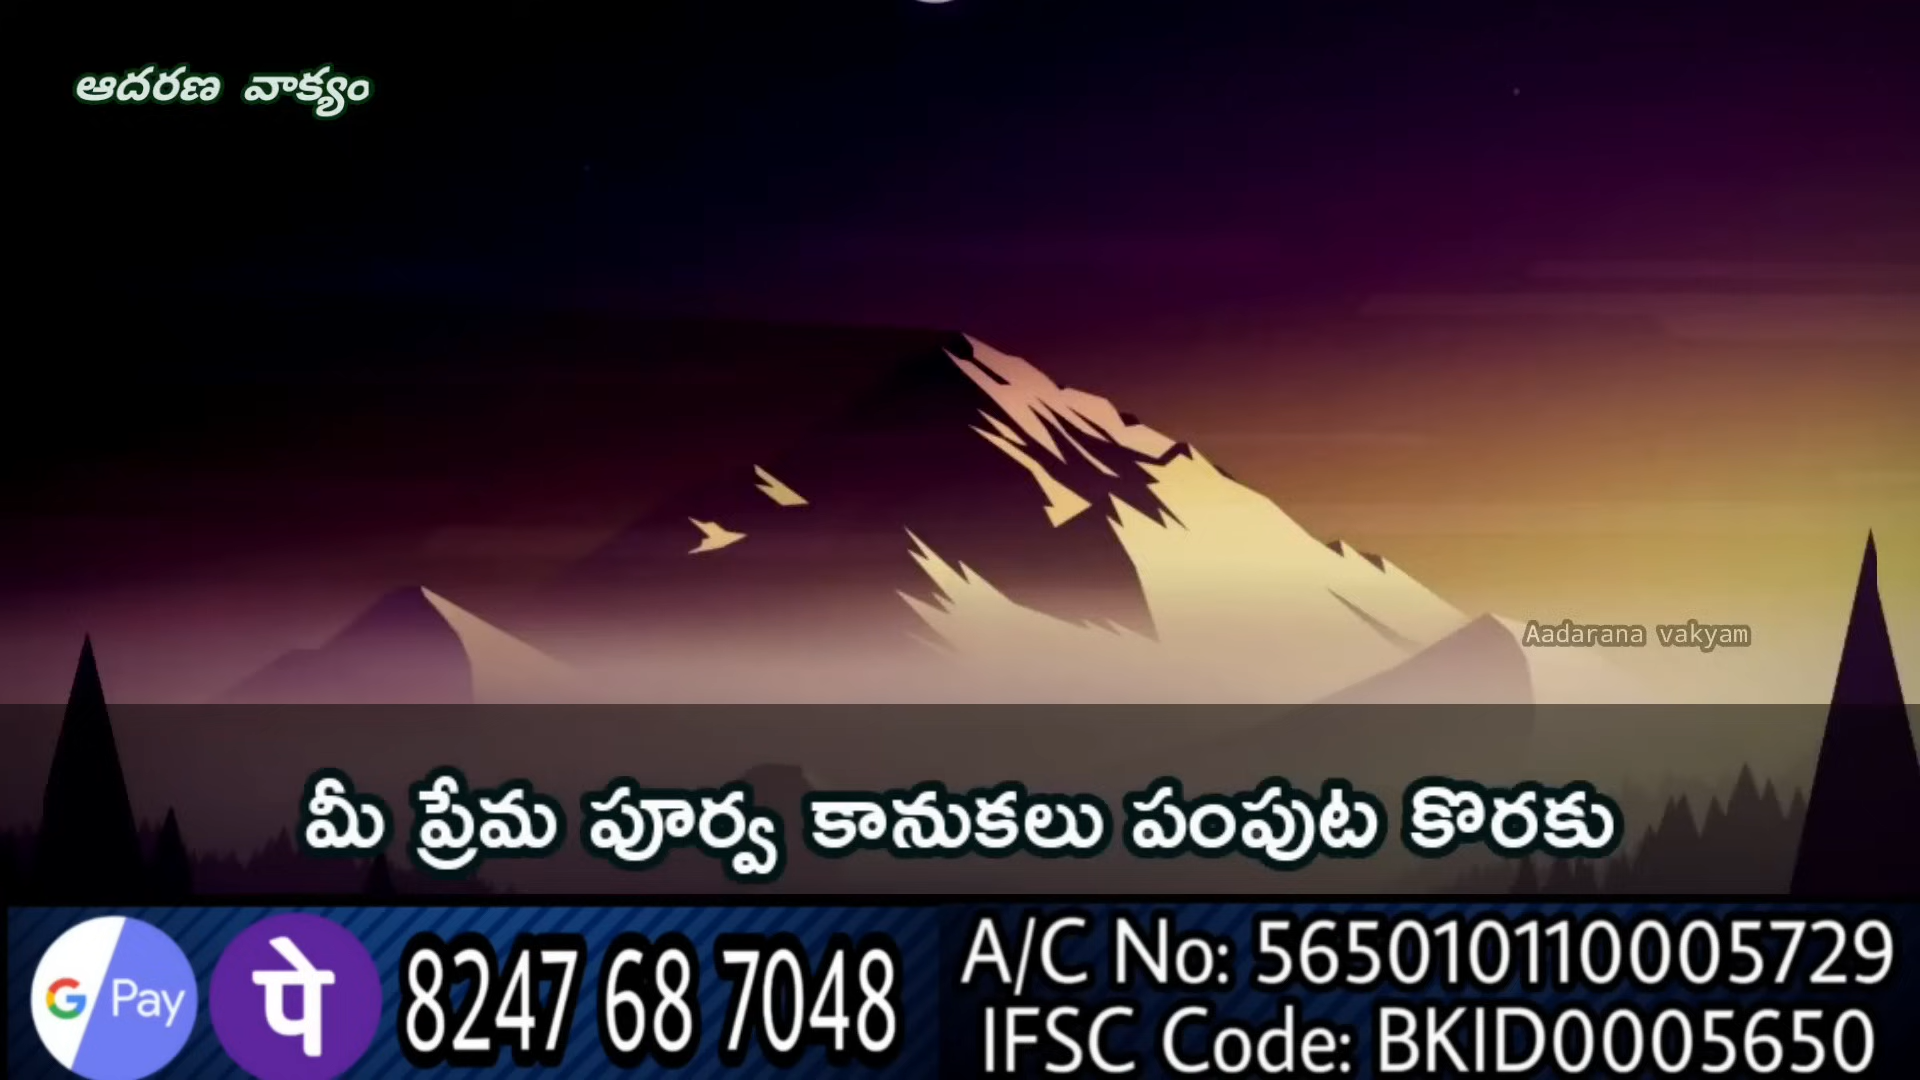 ఆదరణ వాక్యం
Aadarana vakyam
మీ ప్రేమ పూర్వ కానుకలు పంపుట కొరకు
G Pay पे 8247 68 7048
A/C No: 565010110005729
IFSC Code: BKID0005650